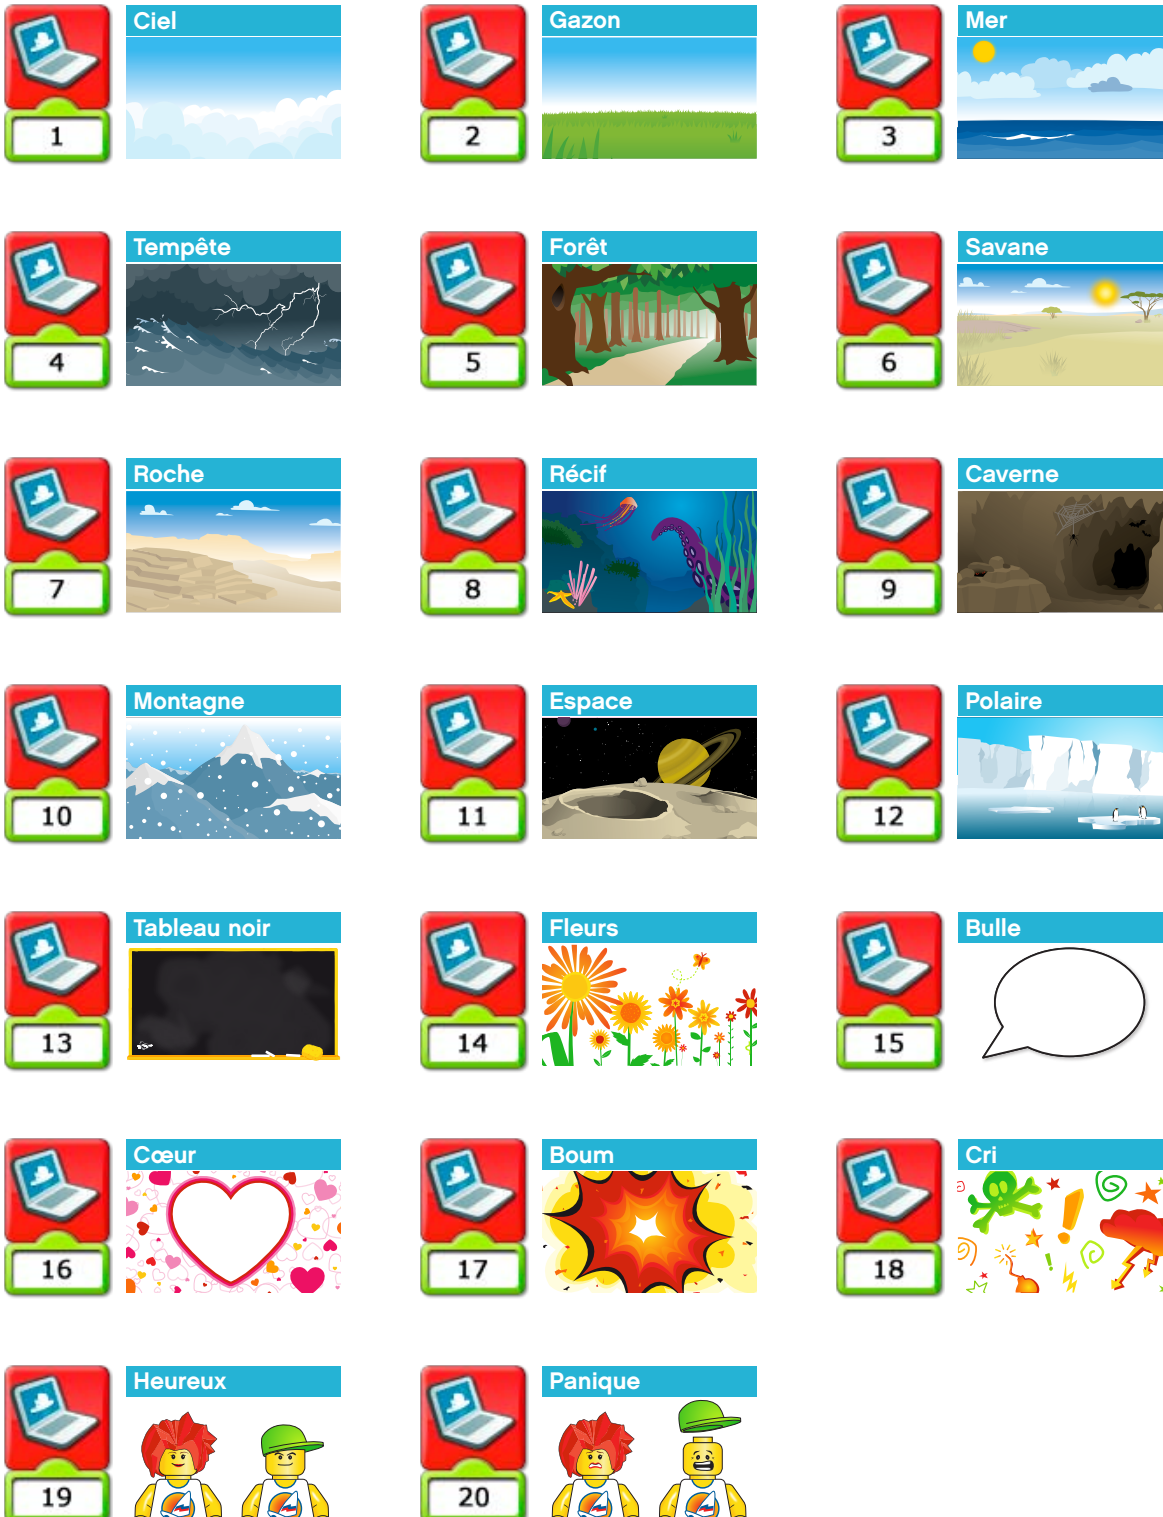 Ciel
1
Gazon
2
Mer
3
Tempête
4
Forêt
5
Savane
6
Roche
7
Récif
8
Caverne
9
Montagne
10
Espace
11
Polaire
12
Tableau noir
13
Fleurs
14
Bulle
15
Cœur
16
Boum
17
Cri
18
Heureux
19
Panique
20